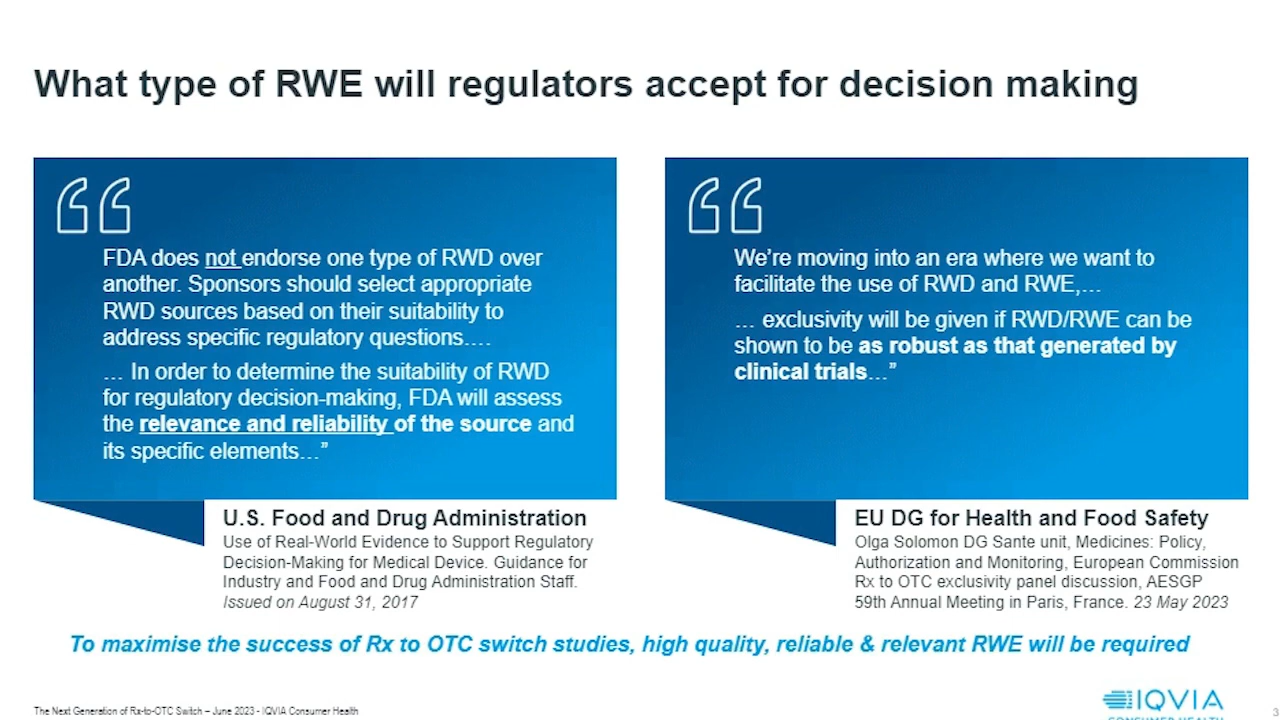 What type of RWE will regulators accept for decision making
FDA does not endorse one type of RWD over
another. Sponsors should select appropriate
RWD sources based on their suitability to
address specific regulatory questions….
… In order to determine the suitability of RWD
for regulatory decision-making, FDA will assess
the relevance and reliability of the source and
its specific elements…”
U.S. Food and Drug Administration
Use of Real-World Evidence to Support Regulatory
Decision-Making for Medical Device. Guidance for
Industry and Food and Drug Administration Staff.
Issued on August 31, 2017
We’re moving into an era where we want to
facilitate the use of RWD and RWE,…
… exclusivity will be given if RWD/RWE can be
shown to be as robust as that generated by
clinical trials…”
EU DG for Health and Food Safety
Olga Solomon DG Sante unit, Medicines: Policy,
Authorization and Monitoring, European Commission
Rx to OTC exclusivity panel discussion, AESGP
59th Annual Meeting in Paris, France. 23 May 2023
To maximise the success of Rx to OTC switch studies, high quality, reliable & relevant RWE will be required
The Next Generation of Rx-to-OTC Switch – June 2023 - IQVIA Consumer Health
IQVIA
CONSUMER HEALTH
3